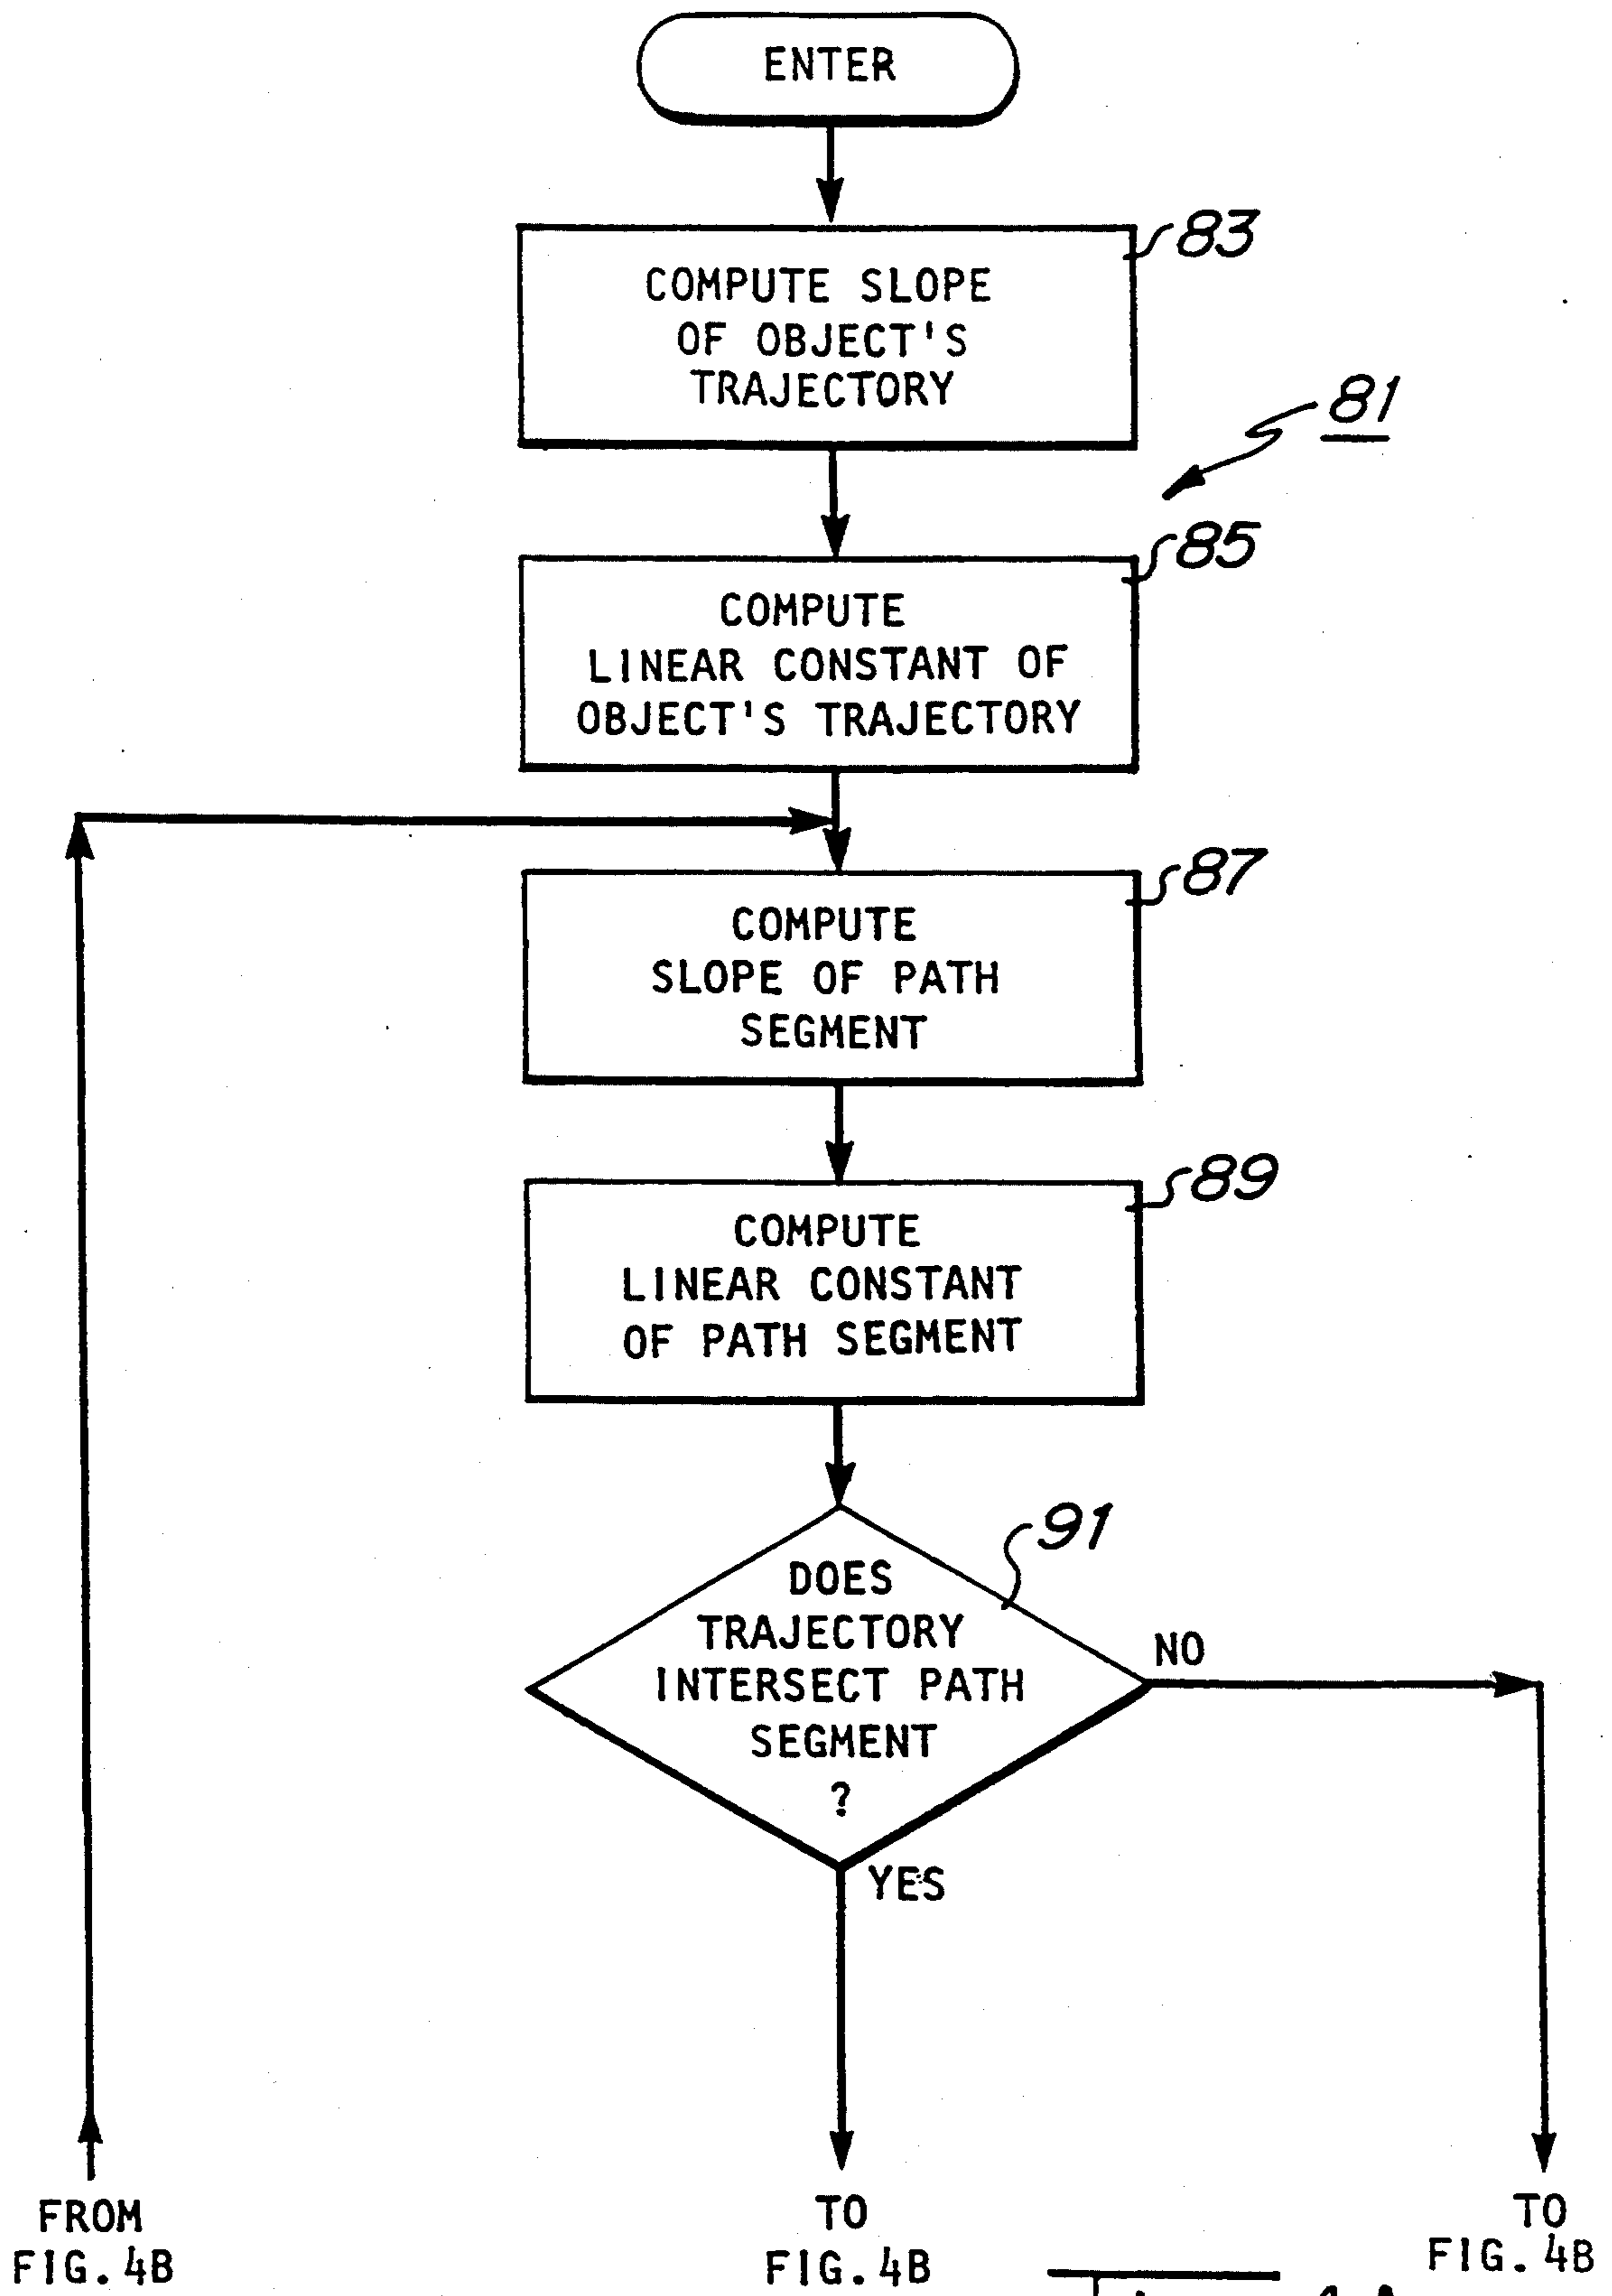 ENTER
83
COMPUTE SLOPE
OF OBJECT'S
TRAJECTORY
81
85
COMPUTE
LINEAR CONSTANT OF
OBJECT'S TRAJECTORY
87
COMPUTE
SLOPE OF PATH
SEGMENT
89
COMPUTE
LINEAR CONSTANT
OF PATH SEGMENT
91
DOES
TRAJECTORY
INTERSECT PATH
SEGMENT
?
NO
YES
FROM
FIG. 4B
TO
FIG. 4B
TO
FIG. 4B